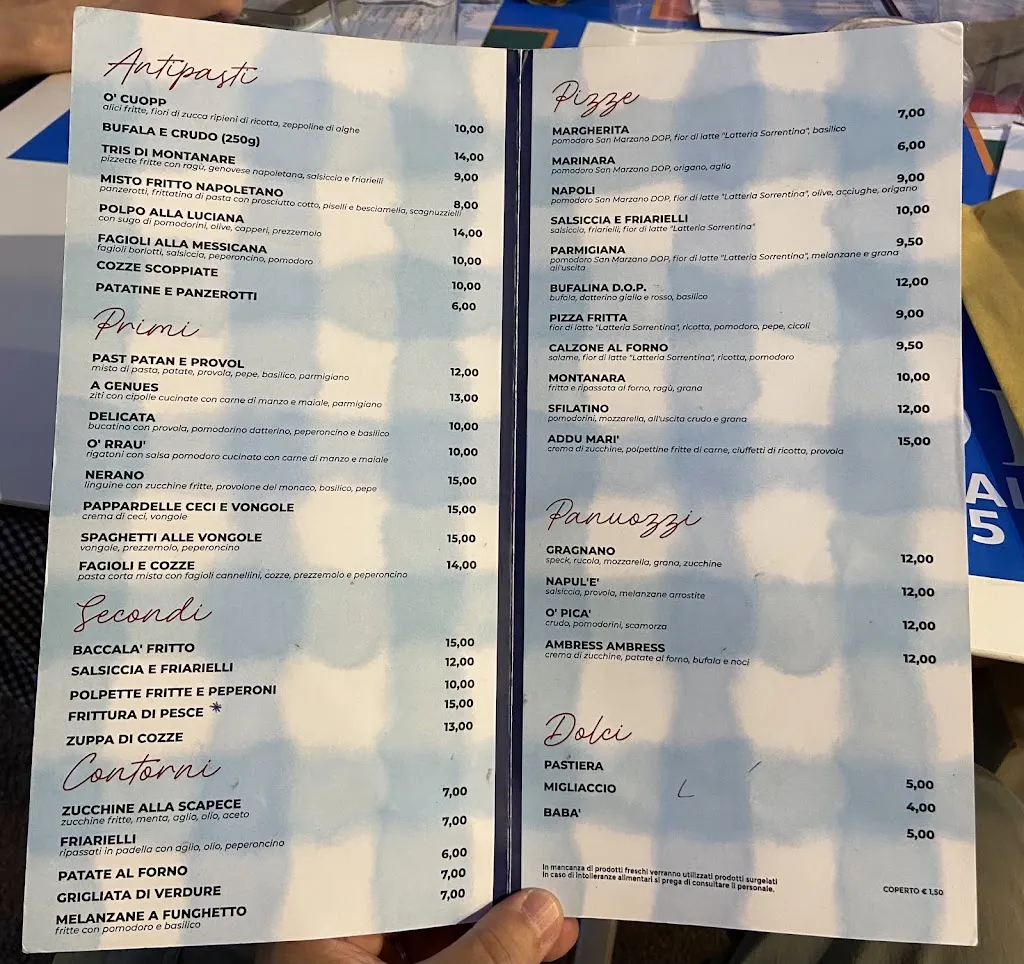 Antipasti
O' CUOPP
alici fritte, fiori di zucca ripieni di ricotta, zeppoline di alghe
10,00
BUFALA E CRUDO (250g)
14,00
TRIS DI MONTANARE
pizzette fritte con ragù, genovese napoletana, salsiccia e friarielli
9,00
MISTO FRITTO NAPOLETANO
panzerotti, frittatina di pasta con prosciutto cotto, piselli e besciamella, scagnuzzielli
8,00
POLPO ALLA LUCIANA
con sugo di pomodorini, olive, capperi, prezzemolo
14,00
FAGIOLI ALLA MESSICANA
fagioli borlotti, salsiccia, peperoncino, pomodoro
10,00
COZZE SCOPPIATE
10,00
PATATINE E PANZEROTTI
6,00
Primi
PAST PATAN E PROVOL
misto di pasta, patate, provola, pepe, basilico, parmigiano
12,00
A GENUES
ziti con cipolle cucinate con carne di manzo e maiale, parmigiano
13,00
DELICATA
bucatino con provola, pomodorino datterino, peperoncino e basilico
10,00
O' RRAU'
rigatoni con salsa pomodoro cucinato con carne di manzo e maiale
10,00
NERANO
linguine con zucchine fritte, provolone del monaco, basilico, pepe
15,00
PAPPARDELLE CECI E VONGOLE
crema di ceci, vongole
15,00
SPAGHETTI ALLE VONGOLE
vongole, prezzemolo, peperoncino
15,00
FAGIOLI E COZZE
pasta corta mista con fagioli cannellini, cozze, prezzemolo e peperoncino
14,00
Secondi
BACCALA' FRITTO
15,00
SALSICCIA E FRIARIELLI
12,00
POLPETTE FRITTE E PEPERONI
10,00
FRITTURA DI PESCE *
15,00
ZUPPA DI COZZE
13,00
Contorni
ZUCCHINE ALLA SCAPECE
zucchine fritte, menta, aglio, olio, aceto
7,00
FRIARIELLI
ripassati in padella con aglio, olio, peperoncino
7,00
PATATE AL FORNO
6,00
GRIGLIATA DI VERDURE
7,00
MELANZANE A FUNGHETTO
fritte con pomodoro e basilico
7,00
Pizze
MARGHERITA
pomodoro San Marzano DOP, fior di latte "Latteria Sorrentina", basilico
7,00
MARINARA
pomodoro San Marzano DOP, origano, aglio
6,00
NAPOLI
pomodoro San Marzano DOP, fior di latte "Latteria Sorrentina", olive, acciughe, origano
9,00
SALSICCIA E FRIARIELLI
salsiccia, friarielli, fior di latte "Latteria Sorrentina"
10,00
PARMIGIANA
pomodoro San Marzano DOP, fior di latte "Latteria Sorrentina", melanzane e grana
all'uscita
9,50
BUFALINA D.O.P.
bufala, datterino giallo e rosso, basilico
12,00
PIZZA FRITTA
fior di latte "Latteria Sorrentina", ricotta, pomodoro, pepe, cicoli
9,00
CALZONE AL FORNO
salame, fior di latte "Latteria Sorrentina", ricotta, pomodoro
9,50
MONTANARA
fritta e ripassata al forno, ragù, grana
10,00
SFILATINO
pomodorini, mozzarella, all'uscita crudo e grana
12,00
ADDU MARI'
crema di zucchine, polpettine fritte di carne, ciuffetti di ricotta, provola
15,00
Panuozzi
GRAGNANO
speck, rucola, mozzarella, grana, zucchine
12,00
NAPUL'E'
salsiccia, provola, melanzane arrostite
12,00
O' PICA'
crudo, pomodorini, scamorza
12,00
AMBRESS AMBRESS
crema di zucchine, patate al forno, bufala e noci
12,00
Dolci
PASTIERA
5,00
MIGLIACCIO
4,00
BABA'
5,00
In mancanza di prodotti freschi verranno utilizzati prodotti surgelati
In caso di intolleranze alimentari si prega di consultare il personale.
COPERTO € 1,50
AI
5